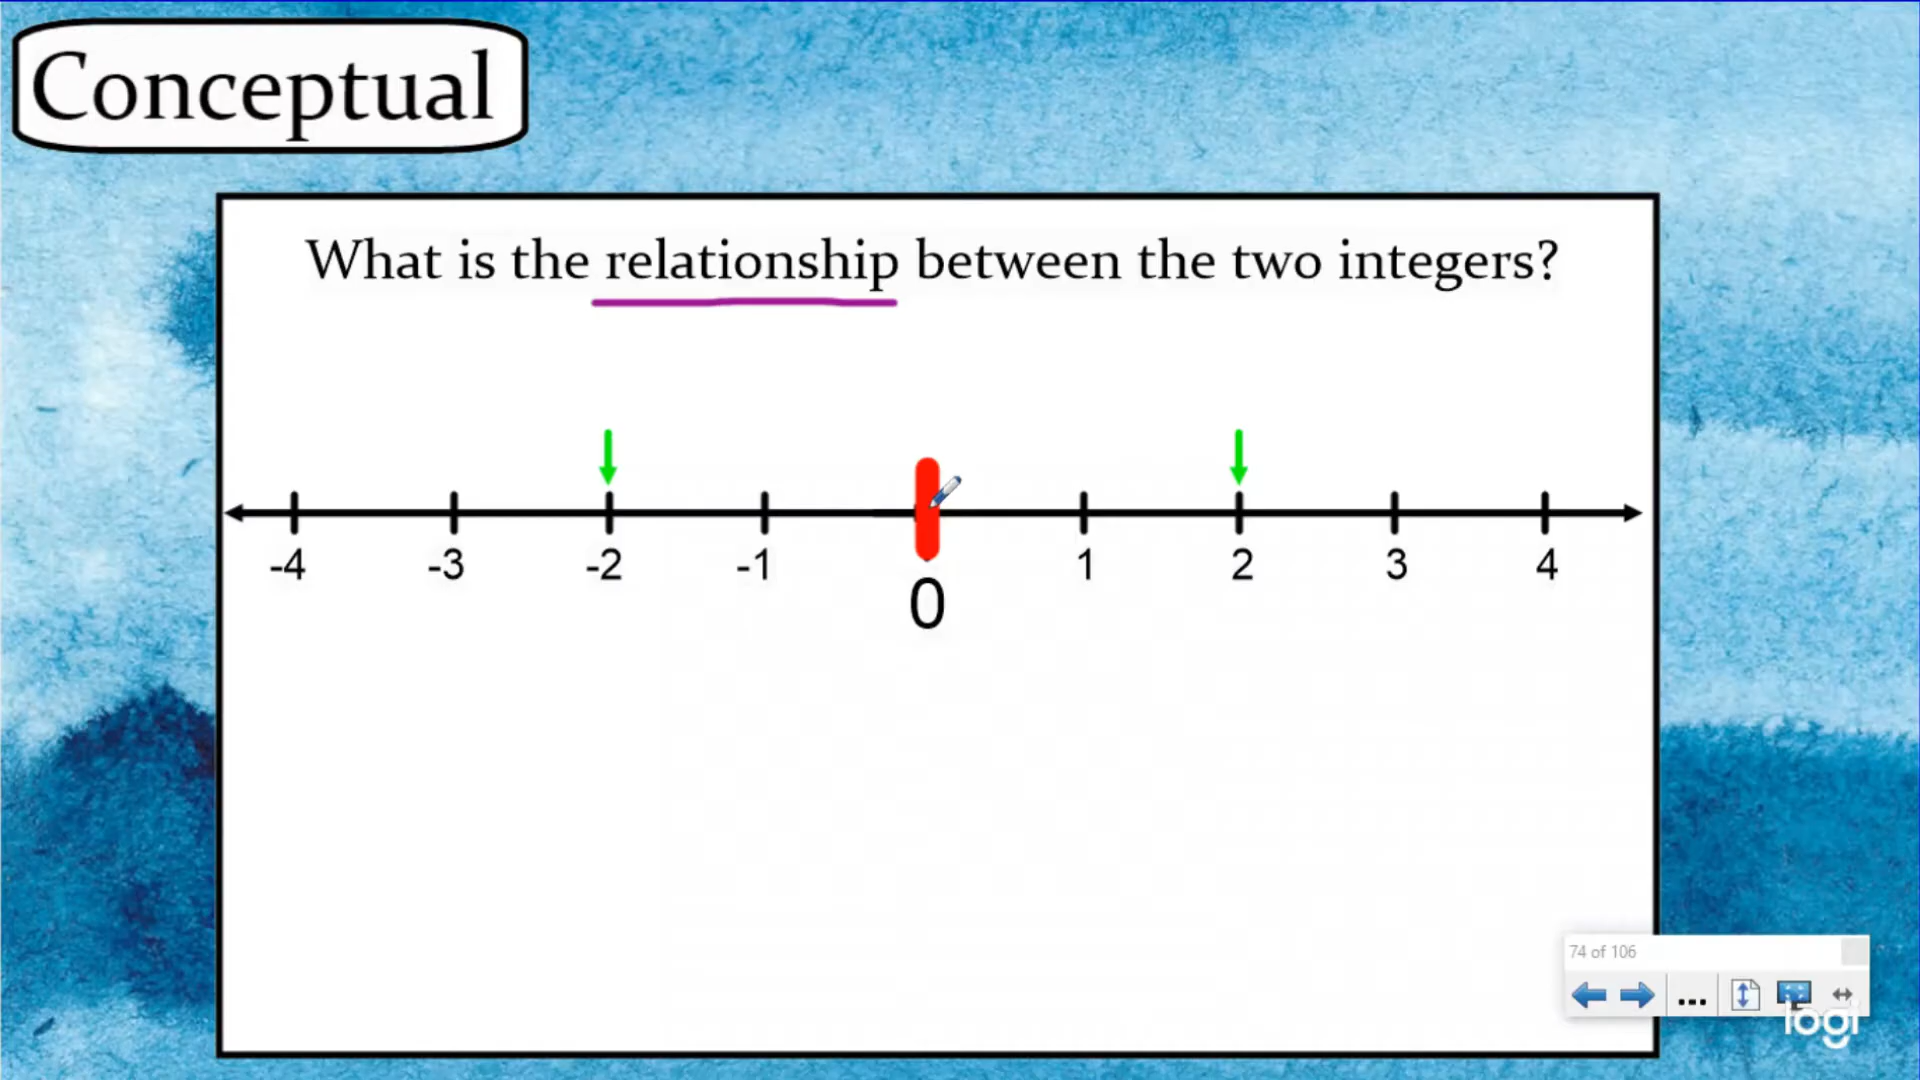 Conceptual
What is the relationship between the two integers?
-4 -3 -2 -1 0 1 2 3 4
74 of 106
...
logi